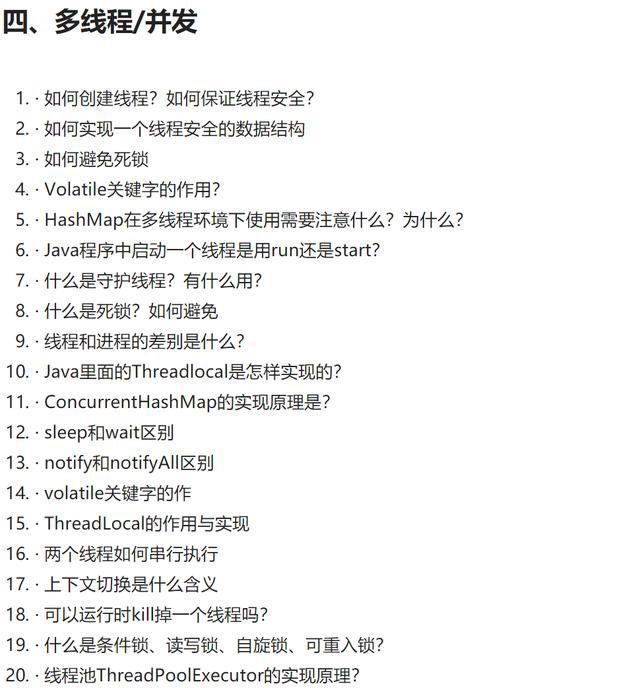 四、多线程/并发
1. · 如何创建线程？如何保证线程安全？
2. · 如何实现一个线程安全的数据结构
3. · 如何避免死锁
4. · Volatile关键字的作用？
5. · HashMap在多线程环境下使用需要注意什么？为什么？
6. · Java程序中启动一个线程是用run还是start？
7. · 什么是守护线程？有什么用？
8. · 什么是死锁？如何避免
9. · 线程和进程的差别是什么？
10. · Java里面的Threadlocal是怎样实现的？
11. · ConcurrentHashMap的实现原理是？
12. · sleep和wait区别
13. · notify和notifyAll区别
14. · volatile关键字的作
15. · ThreadLocal的作用与实现
16. · 两个线程如何串行执行
17. · 上下文切换是什么含义
18. · 可以运行时kill掉一个线程吗？
19. · 什么是条件锁、读写锁、自旋锁、可重入锁？
20. · 线程池ThreadPoolExecutor的实现原理？